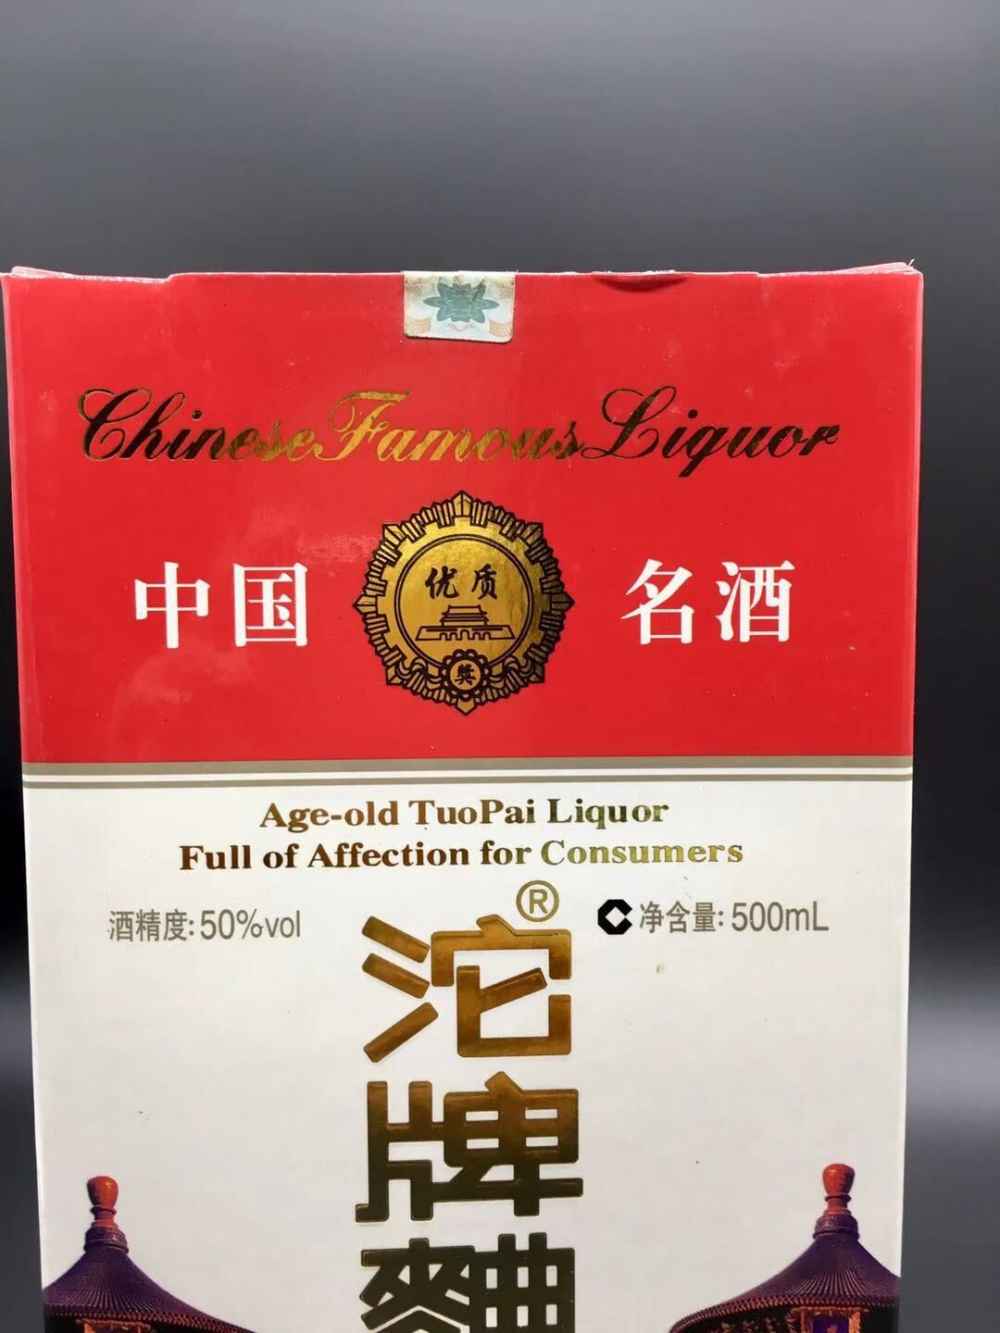 Chinese Famous Liquor
中国 名酒
优质
奖
Age-old TuoPai Liquor
Full of Affection for Consumers
酒精度:50%vol
净含量:500mL
®
沱
牌